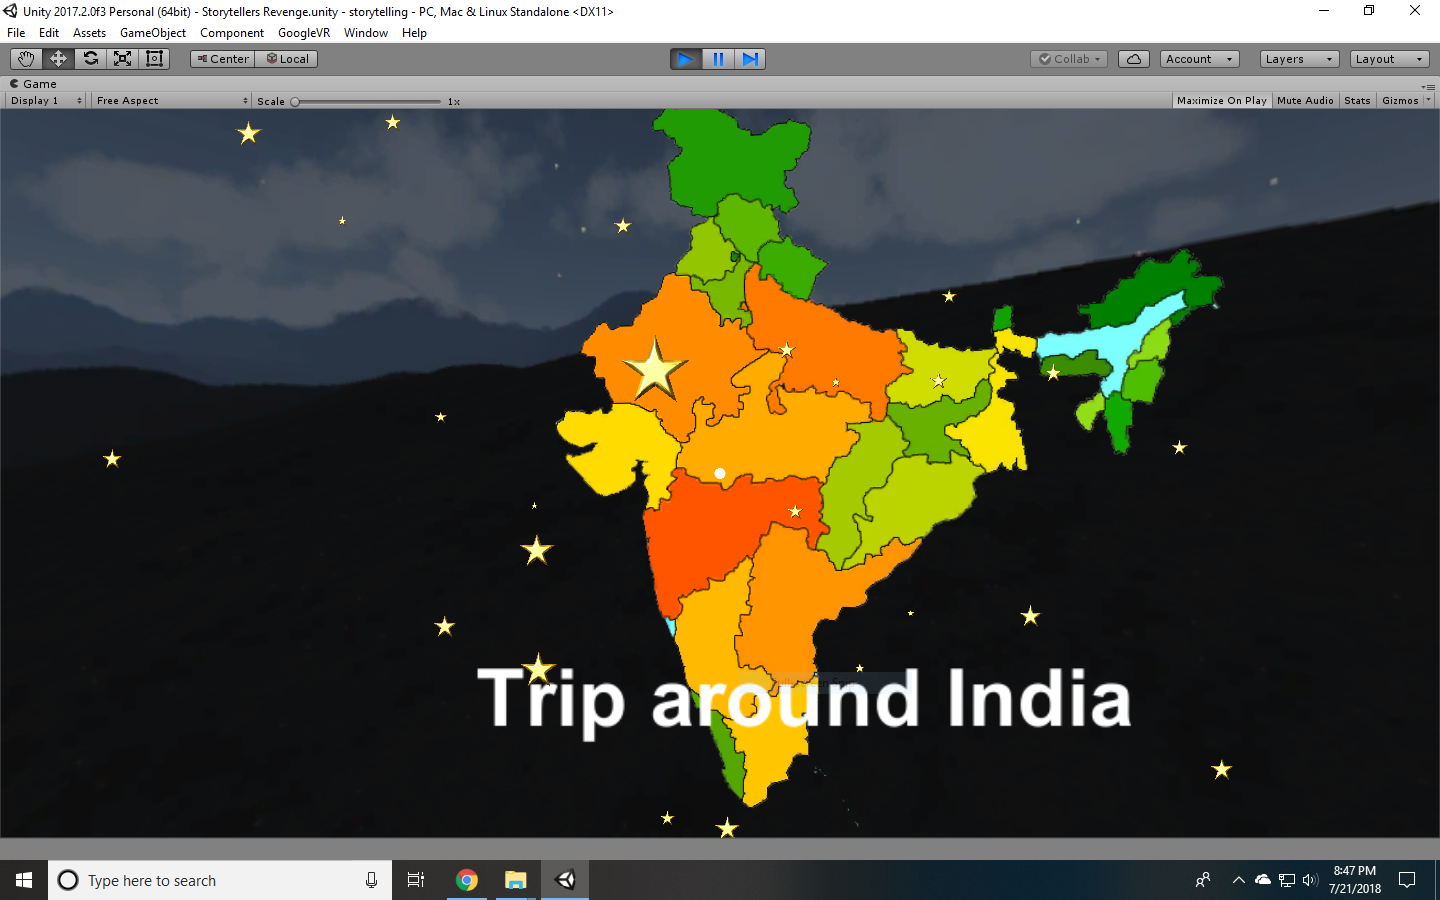 Unity 2017.2.0f3 Personal (64bit) - Storytellers Revenge.unity - storytelling - PC, Mac & Linux Standalone <DX11>
File Edit Assets GameObject Component GoogleVR Window Help
Center Local Collab Account Layers Layout
Game
Display 1 Free Aspect Scale 1x Maximize On Play Mute Audio Stats Gizmos
Trip around India
Type here to search
8:47 PM
7/21/2018